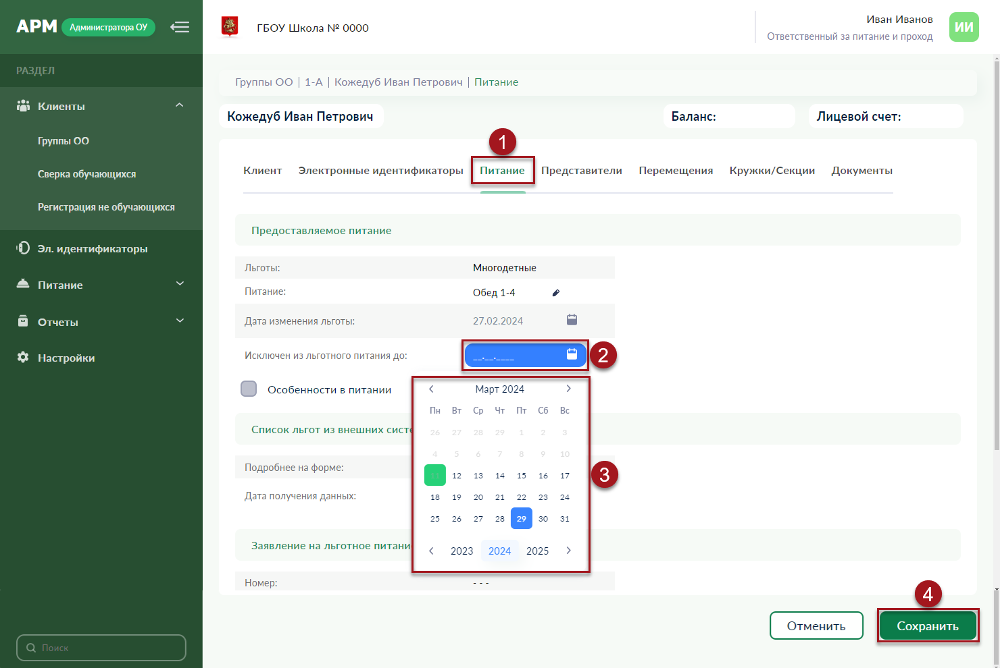 АРМ Администратора ОУ
ГБОУ Школа № 0000
Иван Иванов
Ответственный за питание и проход
ИИ
РАЗДЕЛ
Клиенты
Группы ОО
Сверка обучающихся
Регистрация не обучающихся
Эл. идентификаторы
Питание
Отчеты
Настройки
Поиск
Группы ОО | 1-А | Кожедуб Иван Петрович | Питание
Кожедуб Иван Петрович
Баланс:
Лицевой счет:
1
Клиент Электронные идентификаторы Питание Представители Перемещения Кружки/Секции Документы
Предоставляемое питание
Льготы: Многодетные
Питание: Обед 1-4
Дата изменения льготы: 27.02.2024
Исключен из льготного питания до: __.__.____
2
Особенности в питании
Март 2024
Пн Вт Ср Чт Пт Сб Вс
26 27 28 29 1 2 3
4 5 6 7 8 9 10
11 12 13 14 15 16 17
18 19 20 21 22 23 24
25 26 27 28 29 30 31
2023 2024 2025
3
Список льгот из внешних систе
Подробнее на форме:
Дата получения данных:
Заявление на льготное питани
Номер: - - -
4
Отменить
Сохранить